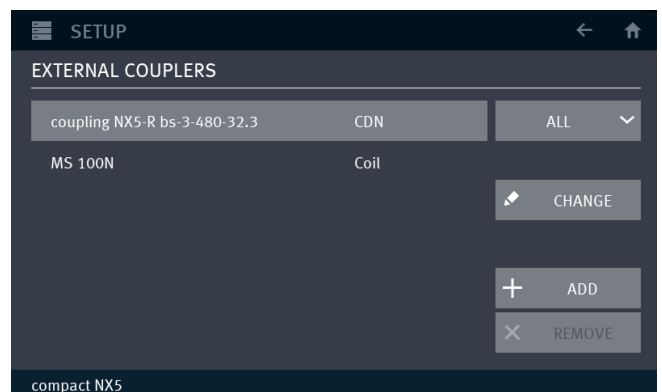 SETUP
EXTERNAL COUPLERS
coupling NX5-R bs-3-480-32.3 CDN ALL
MS 100N Coil
CHANGE
ADD
REMOVE
compact NX5